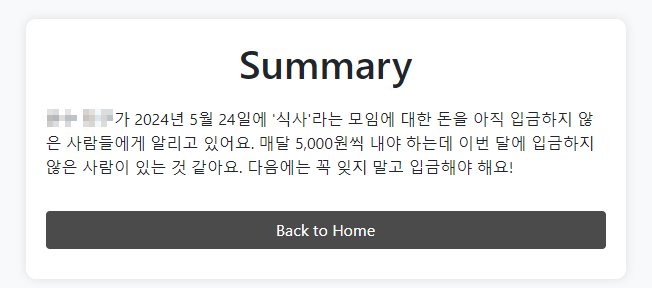 Summary
가 2024년 5월 24일에 '식사'라는 모임에 대한 돈을 아직 입금하지 않
은 사람들에게 알리고 있어요. 매달 5,000원씩 내야 하는데 이번 달에 입금하지
않은 사람이 있는 것 같아요. 다음에는 꼭 잊지 말고 입금해야 해요!
Back to Home